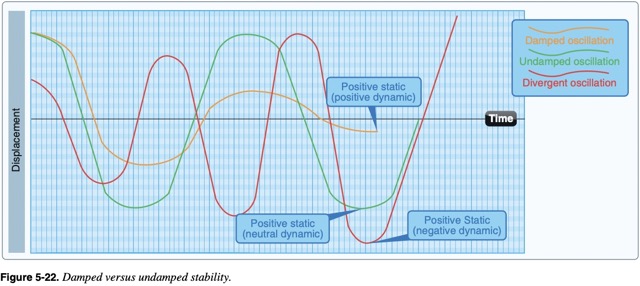 Damped oscillation
Undamped oscillation
Divergent oscillation
Positive static
(positive dynamic)
Displacement
Time
Positive static
(neutral dynamic)
Positive Static
(negative dynamic)
Figure 5-22. Damped versus undamped stability.